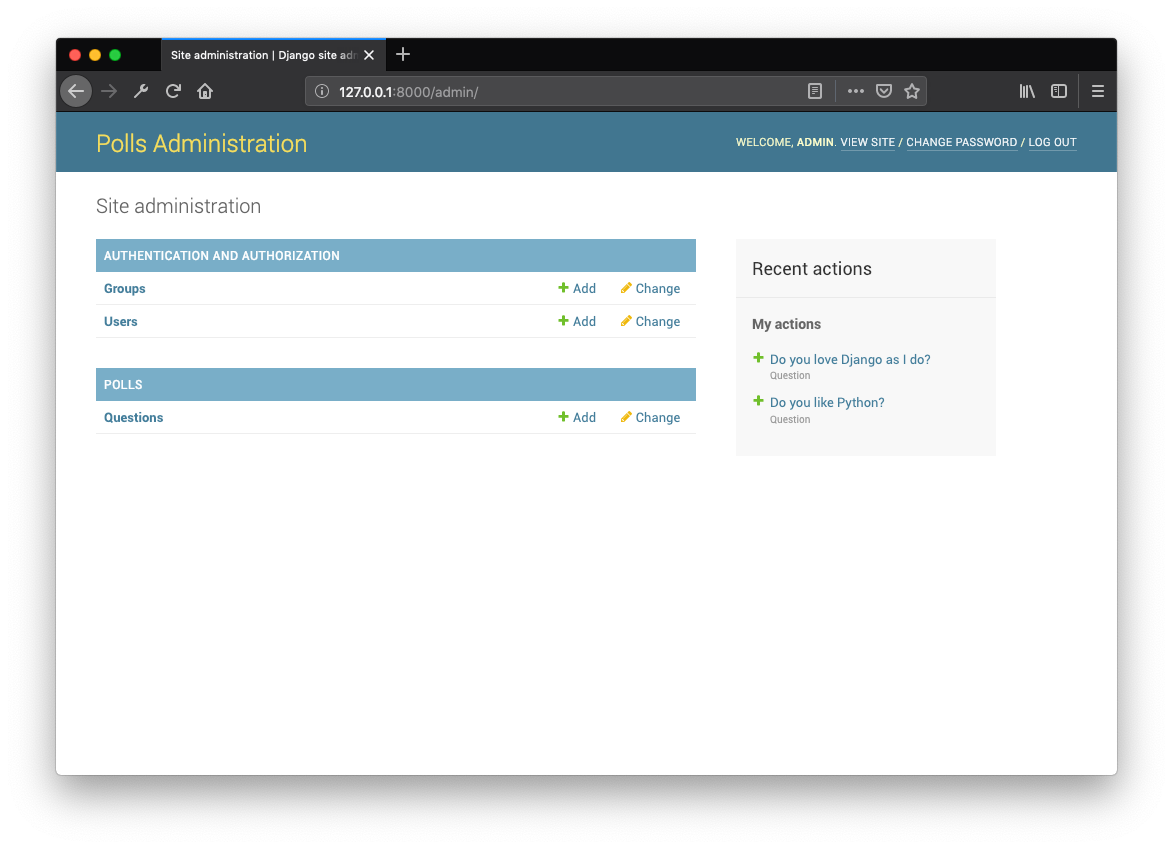 Site administration | Django site adn
127.0.0.1:8000/admin/
Polls Administration
WELCOME, ADMIN. VIEW SITE / CHANGE PASSWORD / LOG OUT
Site administration
AUTHENTICATION AND AUTHORIZATION
Groups Add Change
Users Add Change
POLLS
Questions Add Change
Recent actions
My actions
Do you love Django as I do?
Question
Do you like Python?
Question